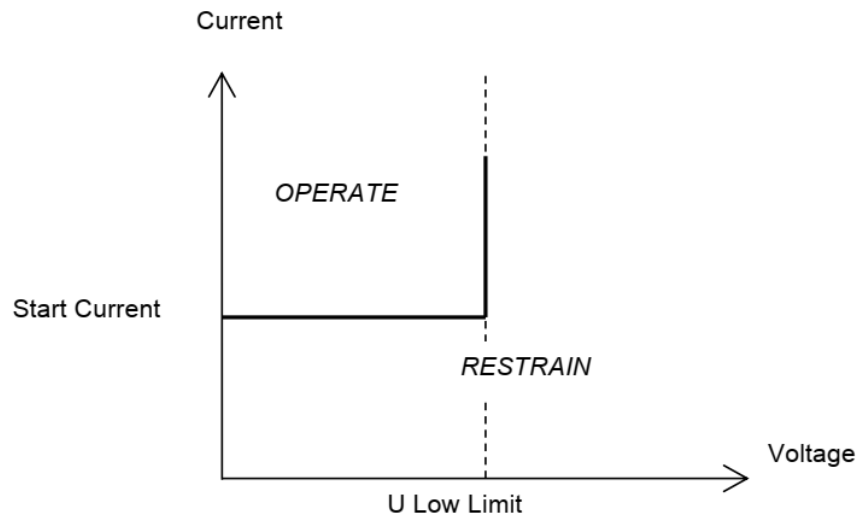 Current
OPERATE
Start Current
RESTRAIN
Voltage
U Low Limit